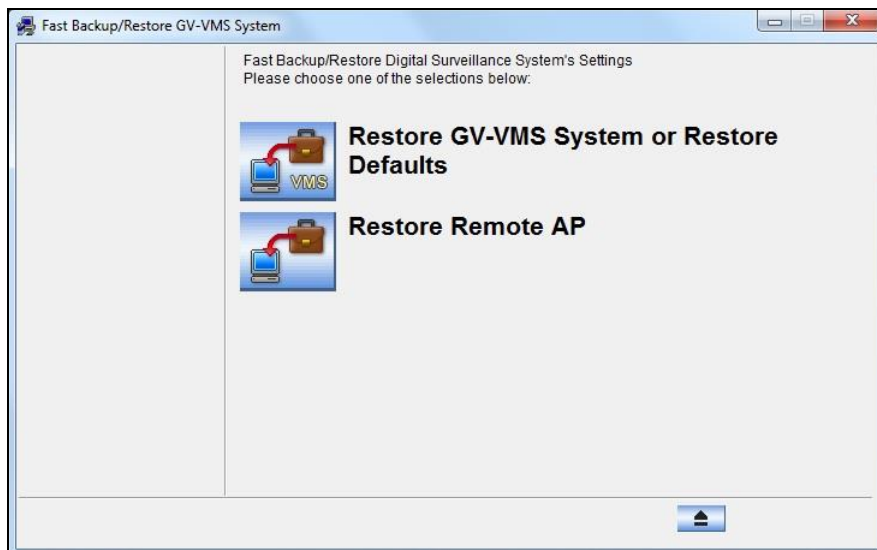 Fast Backup/Restore GV-VMS System
Fast Backup/Restore Digital Surveillance System's Settings
Please choose one of the selections below:
VMS
Restore GV-VMS System or Restore
Defaults
Restore Remote AP